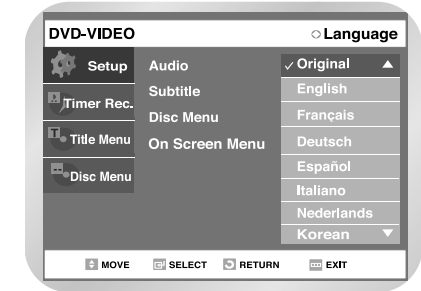 DVD-VIDEO
Language
Setup
Timer Rec.
Title Menu
Disc Menu
Audio
Subtitle
Disc Menu
On Screen Menu
✓ Original ▲
English
Français
Deutsch
Español
Italiano
Nederlands
Korean ▼
MOVE SELECT RETURN EXIT